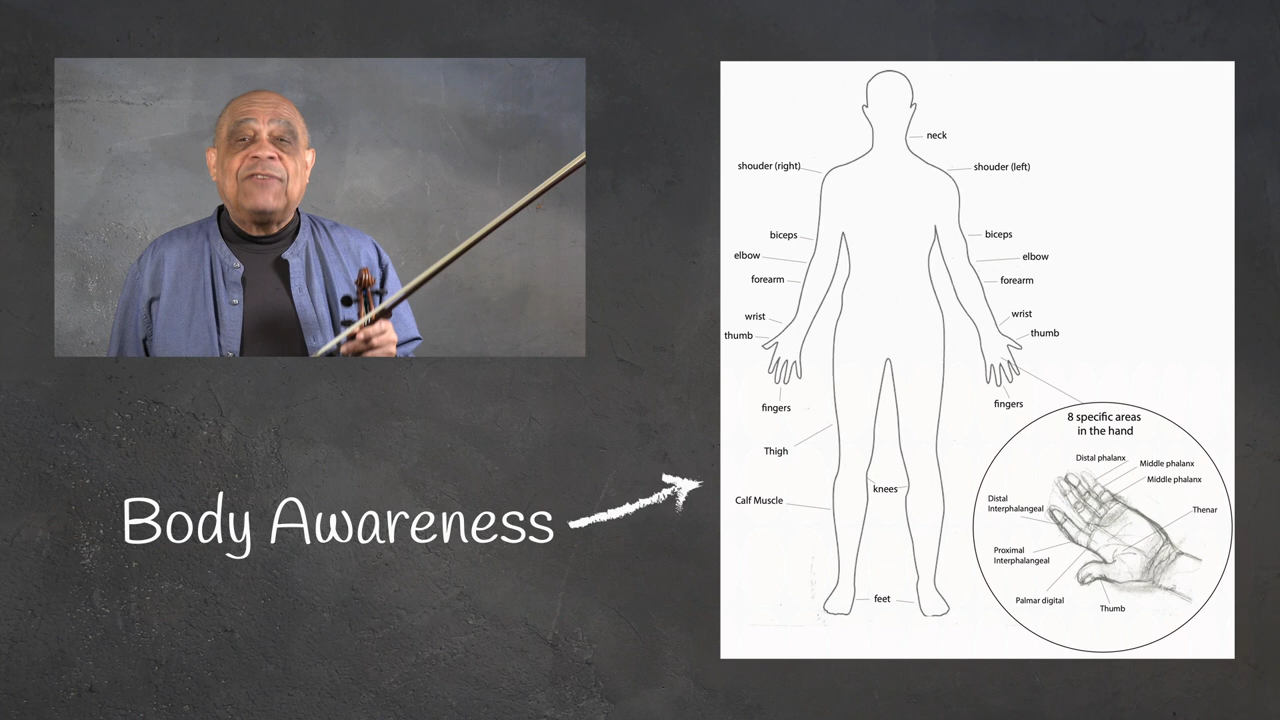 Body Awareness
neck
shouder (right)
shouder (left)
biceps
biceps
elbow
elbow
forearm
forearm
wrist
wrist
thumb
thumb
fingers
fingers
8 specific areas
in the hand
Thigh
Distal phalanx
Middle phalanx
Middle phalanx
knees
Calf Muscle
Distal
Interphalangeal
Thenar
Proximal
Interphalangeal
Palmar digital
Thumb
feet